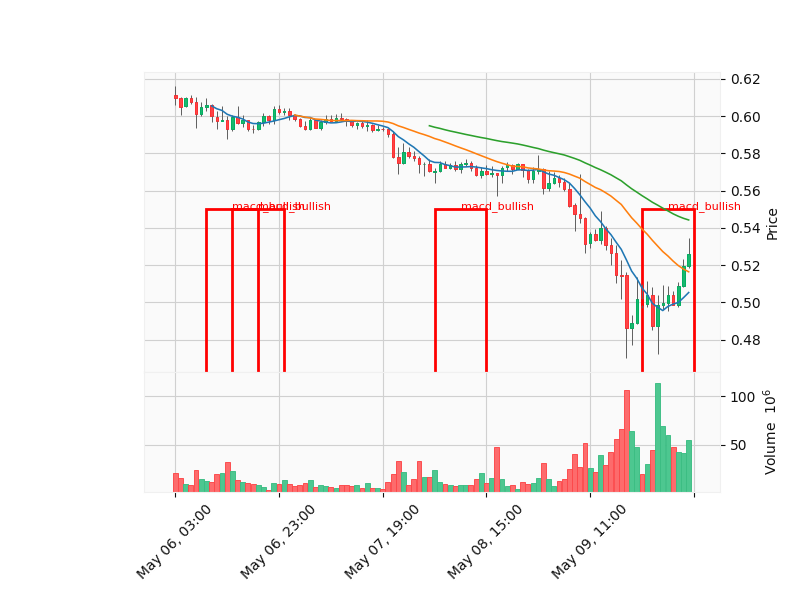 0.62
0.60
0.58
0.56
macd_bullish
macd_bullish
macd_bullish
macd_bullish
0.54
0.52
0.50
0.48
Price
100
50
Volume 10^6
May 06, 03:00
May 06, 23:00
May 07, 19:00
May 08, 15:00
May 09, 11:00